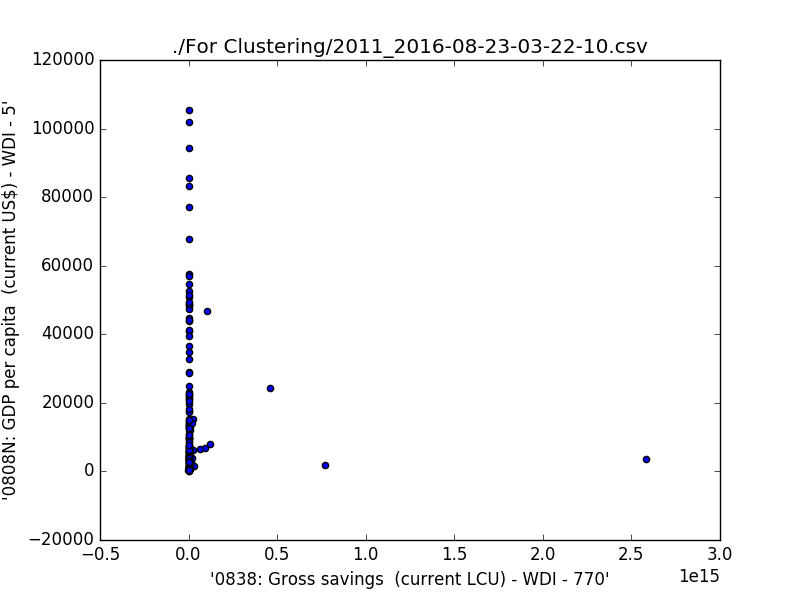 ./For Clustering/2011_2016-08-23-03-22-10.csv
120000
100000
80000
60000
40000
20000
0
−20000
'0808N: GDP per capita  (current US$) - WDI - 5'
−0.5 0.0 0.5 1.0 1.5 2.0 2.5 3.0
1e15
'0838: Gross savings  (current LCU) - WDI - 770'